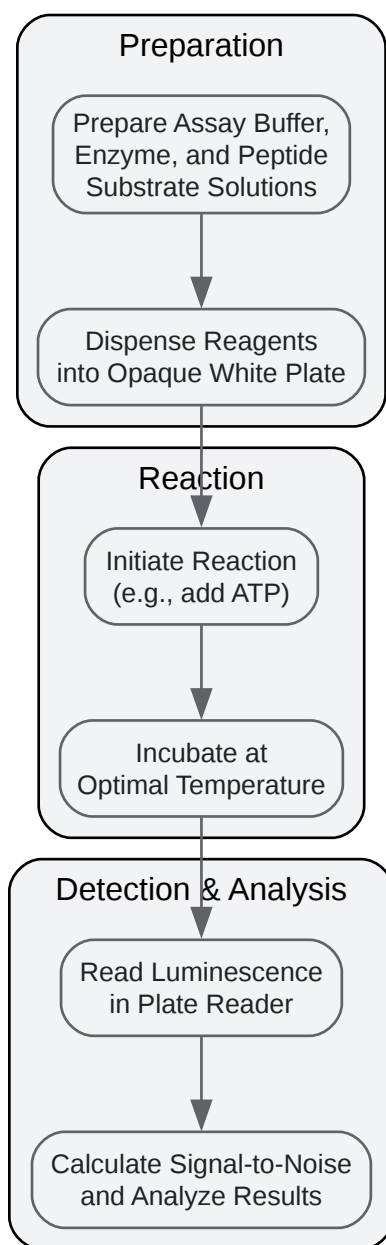 Preparation
Prepare Assay Buffer,
Enzyme, and Peptide
Substrate Solutions
Dispense Reagents
into Opaque White Plate
Reaction
Initiate Reaction
(e.g., add ATP)
Incubate at
Optimal Temperature
Detection & Analysis
Read Luminescence
in Plate Reader
Calculate Signal-to-Noise
and Analyze Results